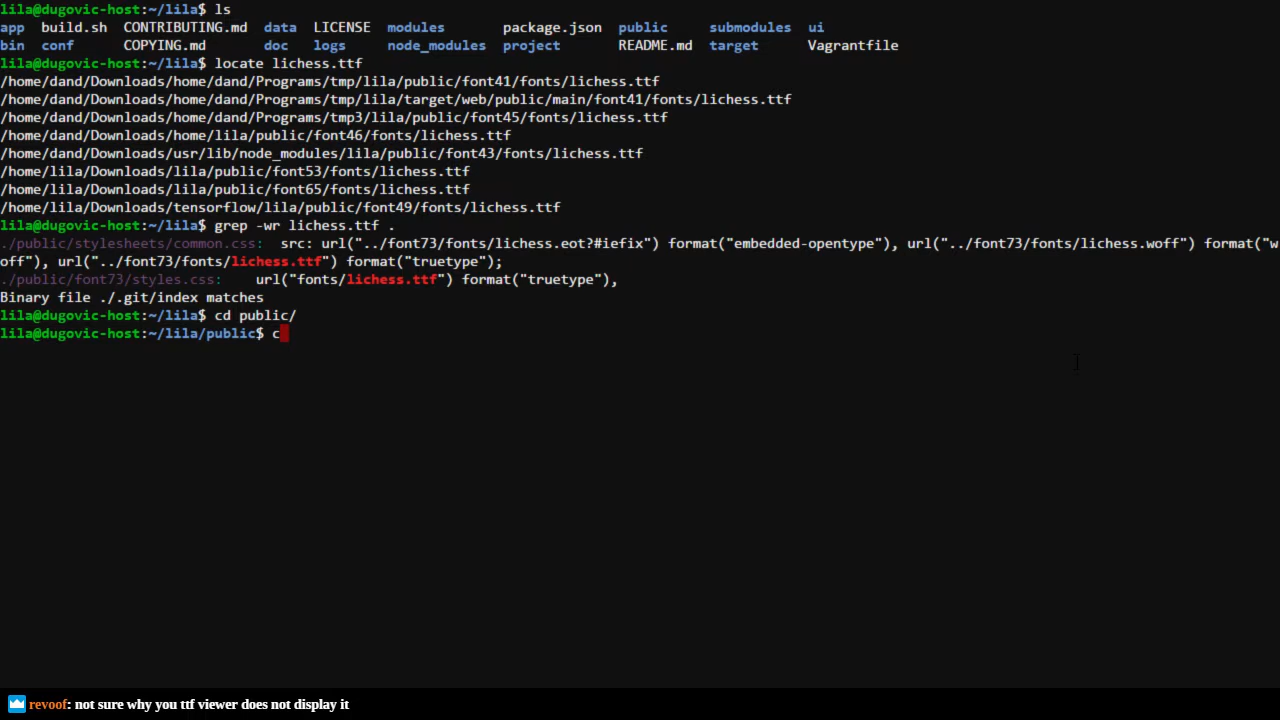 lila@dugovic-host:~/lila$ ls
app  build.sh  CONTRIBUTING.md  data  LICENSE  modules       package.json  public     submodules  ui
bin  conf      COPYING.md       doc   logs     node_modules  project       README.md  target      Vagrantfile
lila@dugovic-host:~/lila$ locate lichess.ttf
/home/dand/Downloads/home/dand/Programs/tmp/lila/public/font41/fonts/lichess.ttf
/home/dand/Downloads/home/dand/Programs/tmp/lila/target/web/public/main/font41/fonts/lichess.ttf
/home/dand/Downloads/home/dand/Programs/tmp3/lila/public/font45/fonts/lichess.ttf
/home/dand/Downloads/home/lila/public/font46/fonts/lichess.ttf
/home/dand/Downloads/usr/lib/node_modules/lila/public/font43/fonts/lichess.ttf
/home/lila/Downloads/lila/public/font53/fonts/lichess.ttf
/home/lila/Downloads/lila/public/font65/fonts/lichess.ttf
/home/lila/Downloads/tensorflow/lila/public/font49/fonts/lichess.ttf
lila@dugovic-host:~/lila$ grep -wr lichess.ttf .
./public/stylesheets/common.css:  src: url("../font73/fonts/lichess.eot?#iefix") format("embedded-opentype"), url("../font73/fonts/lichess.woff") format("w
off"), url("../font73/fonts/lichess.ttf") format("truetype");
./public/font73/styles.css:    url("fonts/lichess.ttf") format("truetype"),
Binary file ./.git/index matches
lila@dugovic-host:~/lila$ cd public/
lila@dugovic-host:~/lila/public$ c
revoof: not sure why you ttf viewer does not display it